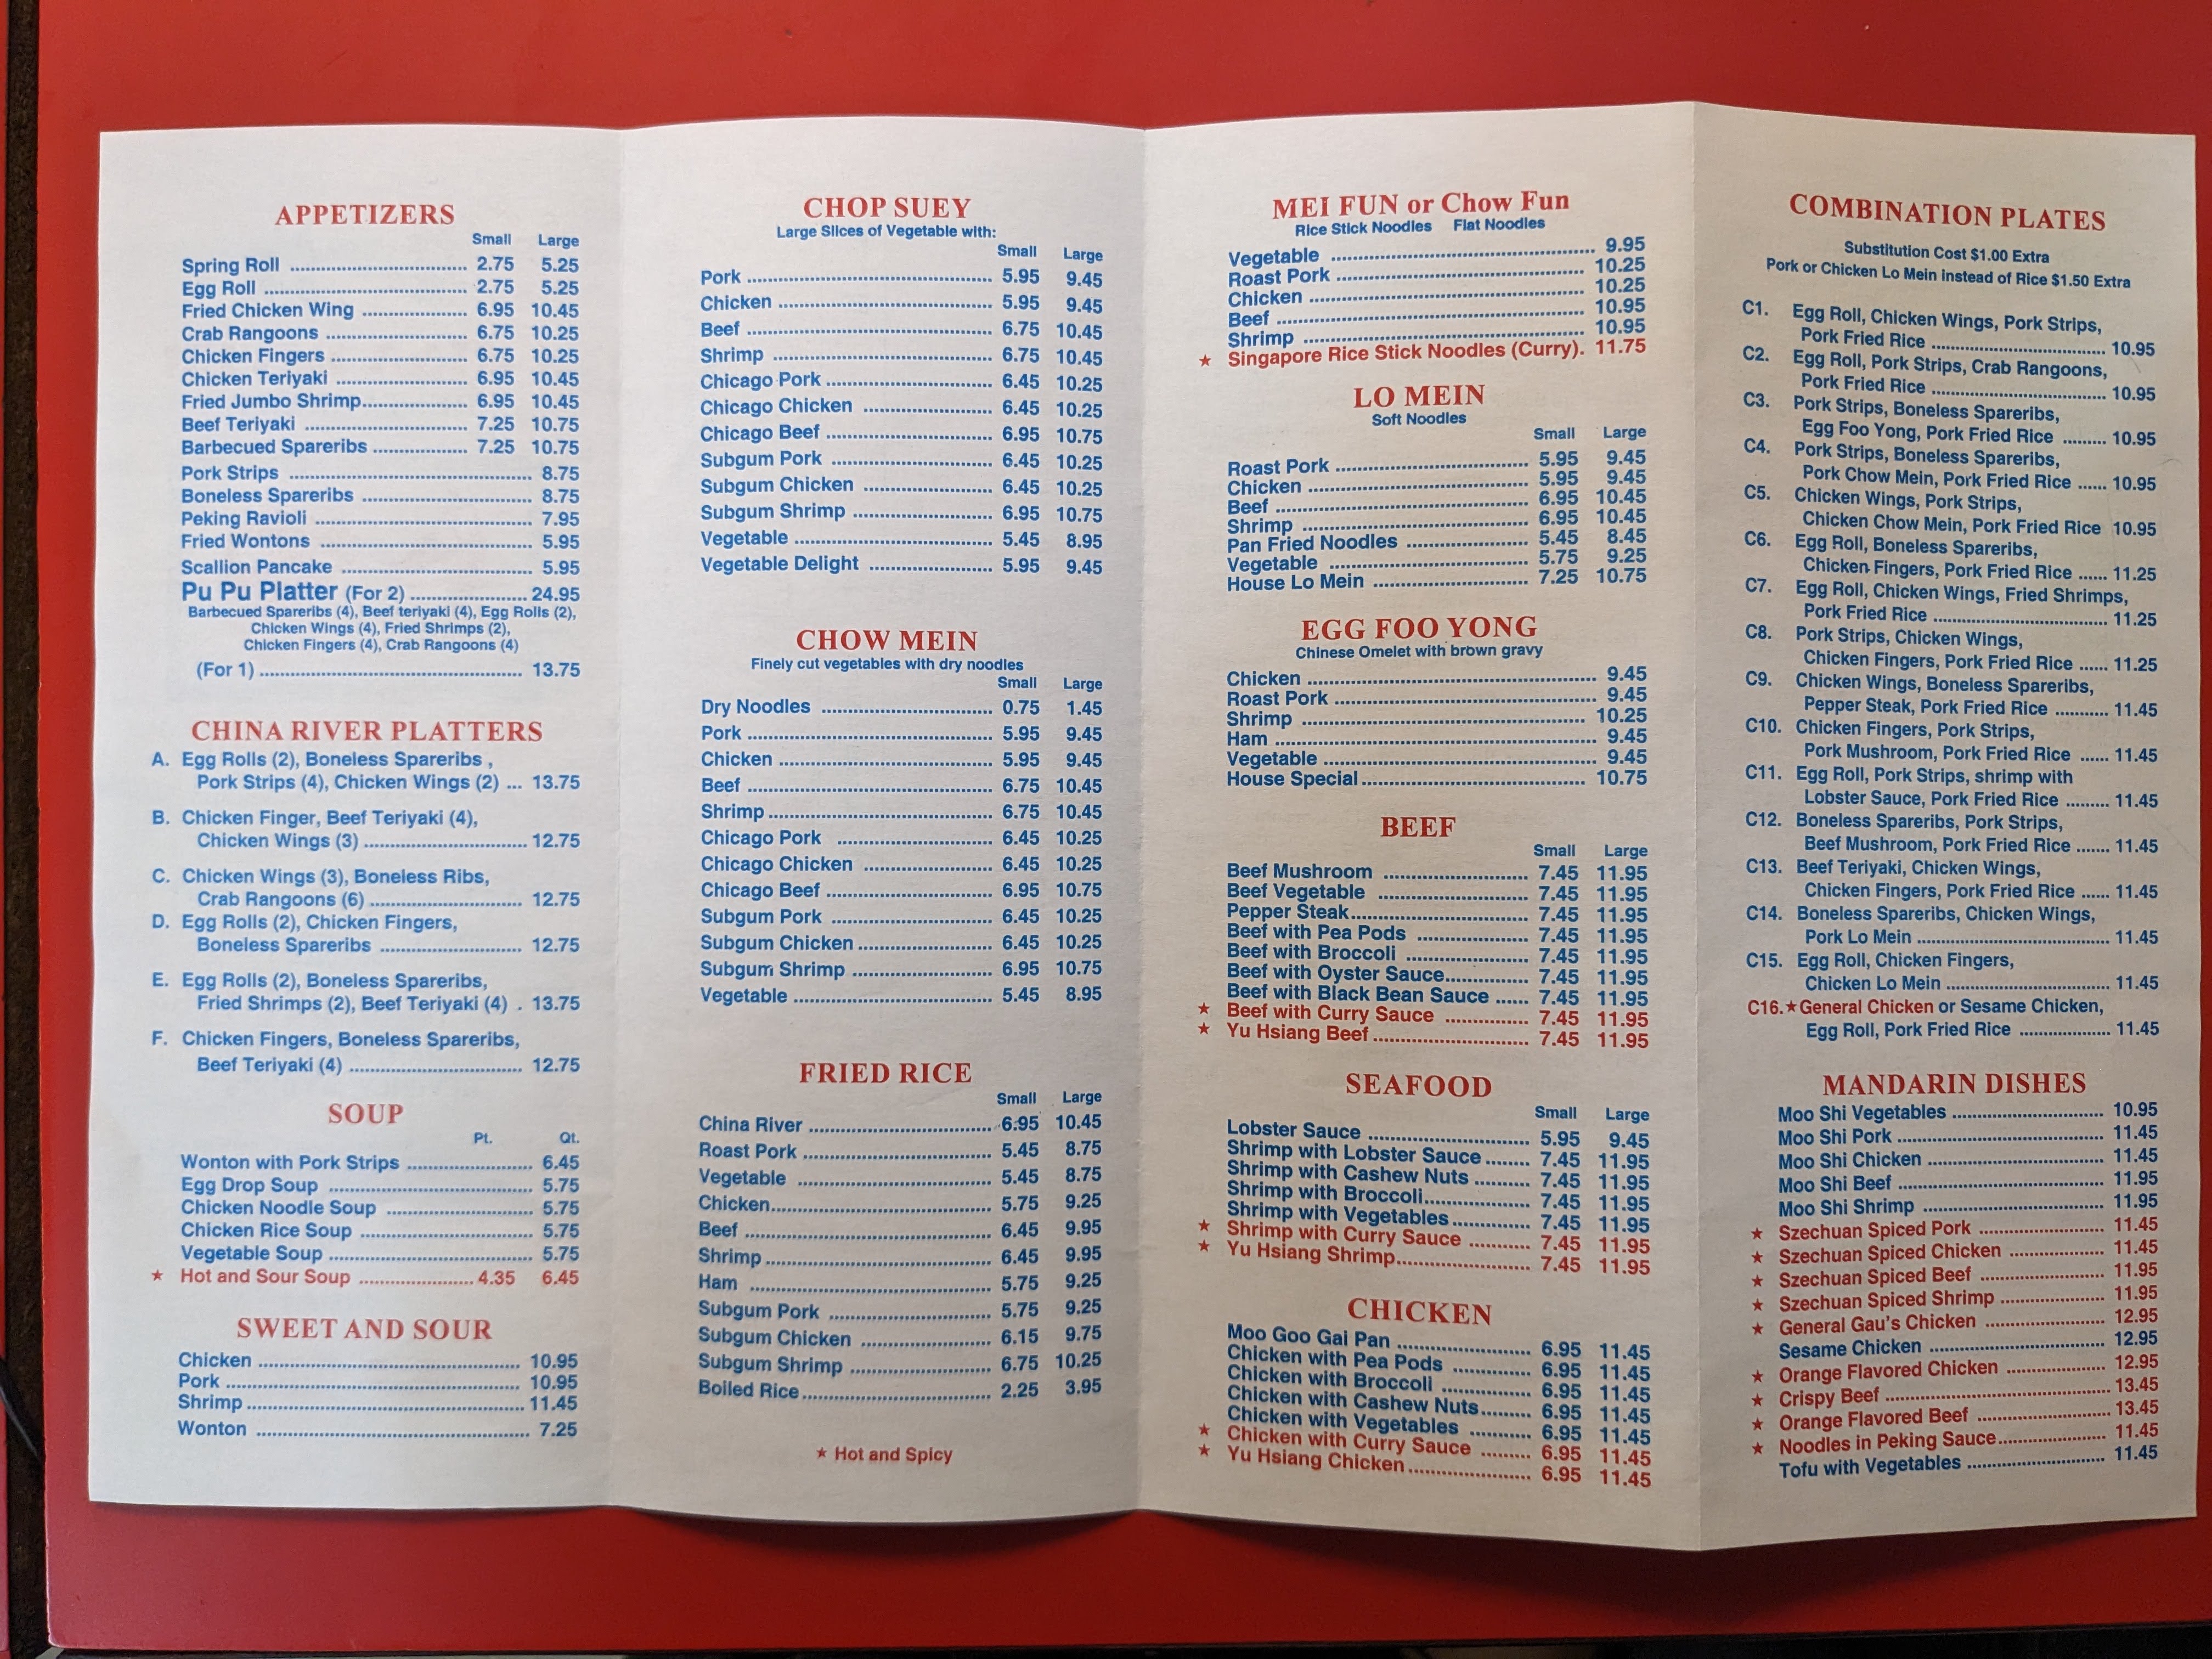 APPETIZERS
Small Large
Spring Roll 2.75 5.25
Egg Roll 2.75 5.25
Fried Chicken Wing 6.95 10.45
Crab Rangoons 6.75 10.25
Chicken Fingers 6.75 10.25
Chicken Teriyaki 6.95 10.45
Fried Jumbo Shrimp 6.95 10.45
Beef Teriyaki 7.25 10.75
Barbecued Spareribs 7.25 10.75
Pork Strips 8.75
Boneless Spareribs 8.75
Peking Ravioli 7.95
Fried Wontons 5.95
Scallion Pancake 5.95
Pu Pu Platter (For 2) 24.95
Barbecued Spareribs (4), Beef teriyaki (4), Egg Rolls (2),
Chicken Wings (4), Fried Shrimps (2),
Chicken Fingers (4), Crab Rangoons (4)
(For 1) 13.75
CHINA RIVER PLATTERS
A. Egg Rolls (2), Boneless Spareribs ,
Pork Strips (4), Chicken Wings (2) ... 13.75
B. Chicken Finger, Beef Teriyaki (4),
Chicken Wings (3) 12.75
C. Chicken Wings (3), Boneless Ribs,
Crab Rangoons (6) 12.75
D. Egg Rolls (2), Chicken Fingers,
Boneless Spareribs 12.75
E. Egg Rolls (2), Boneless Spareribs,
Fried Shrimps (2), Beef Teriyaki (4) . 13.75
F. Chicken Fingers, Boneless Spareribs,
Beef Teriyaki (4) 12.75
SOUP
Pt. Qt.
Wonton with Pork Strips 6.45
Egg Drop Soup 5.75
Chicken Noodle Soup 5.75
Chicken Rice Soup 5.75
Vegetable Soup 5.75
★ Hot and Sour Soup 4.35 6.45
SWEET AND SOUR
Chicken 10.95
Pork 10.95
Shrimp 11.45
Wonton 7.25
CHOP SUEY
Large Slices of Vegetable with:
Small Large
Pork 5.95 9.45
Chicken 5.95 9.45
Beef 6.75 10.45
Shrimp 6.75 10.45
Chicago Pork 6.45 10.25
Chicago Chicken 6.45 10.25
Chicago Beef 6.95 10.75
Subgum Pork 6.45 10.25
Subgum Chicken 6.45 10.25
Subgum Shrimp 6.95 10.75
Vegetable 5.45 8.95
Vegetable Delight 5.95 9.45
CHOW MEIN
Finely cut vegetables with dry noodles
Small Large
Dry Noodles 0.75 1.45
Pork 5.95 9.45
Chicken 5.95 9.45
Beef 6.75 10.45
Shrimp 6.75 10.45
Chicago Pork 6.45 10.25
Chicago Chicken 6.45 10.25
Chicago Beef 6.95 10.75
Subgum Pork 6.45 10.25
Subgum Chicken 6.45 10.25
Subgum Shrimp 6.95 10.75
Vegetable 5.45 8.95
FRIED RICE
Small Large
China River 6.95 10.45
Roast Pork 5.45 8.75
Vegetable 5.45 8.75
Chicken 5.75 9.25
Beef 6.45 9.95
Shrimp 6.45 9.95
Ham 5.75 9.25
Subgum Pork 5.75 9.25
Subgum Chicken 6.15 9.75
Subgum Shrimp 6.75 10.25
Boiled Rice 2.25 3.95
★ Hot and Spicy
MEI FUN or Chow Fun
Rice Stick Noodles Flat Noodles
Vegetable 9.95
Roast Pork 10.25
Chicken 10.25
Beef 10.95
Shrimp 10.95
★ Singapore Rice Stick Noodles (Curry). 11.75
LO MEIN
Soft Noodles
Small Large
Roast Pork 5.95 9.45
Chicken 5.95 9.45
Beef 6.95 10.45
Shrimp 6.95 10.45
Pan Fried Noodles 5.45 8.45
Vegetable 5.75 9.25
House Lo Mein 7.25 10.75
EGG FOO YONG
Chinese Omelet with brown gravy
Chicken 9.45
Roast Pork 9.45
Shrimp 10.25
Ham 9.45
Vegetable 9.45
House Special 10.75
BEEF
Small Large
Beef Mushroom 7.45 11.95
Beef Vegetable 7.45 11.95
Pepper Steak 7.45 11.95
Beef with Pea Pods 7.45 11.95
Beef with Broccoli 7.45 11.95
Beef with Oyster Sauce 7.45 11.95
Beef with Black Bean Sauce 7.45 11.95
★ Beef with Curry Sauce 7.45 11.95
★ Yu Hsiang Beef 7.45 11.95
SEAFOOD
Small Large
Lobster Sauce 5.95 9.45
Shrimp with Lobster Sauce 7.45 11.95
Shrimp with Cashew Nuts 7.45 11.95
Shrimp with Broccoli 7.45 11.95
Shrimp with Vegetables 7.45 11.95
★ Shrimp with Curry Sauce 7.45 11.95
★ Yu Hsiang Shrimp 7.45 11.95
CHICKEN
Moo Goo Gai Pan 6.95 11.45
Chicken with Pea Pods 6.95 11.45
Chicken with Broccoli 6.95 11.45
Chicken with Cashew Nuts 6.95 11.45
Chicken with Vegetables 6.95 11.45
★ Chicken with Curry Sauce 6.95 11.45
★ Yu Hsiang Chicken 6.95 11.45
COMBINATION PLATES
Substitution Cost $1.00 Extra
Pork or Chicken Lo Mein instead of Rice $1.50 Extra
C1. Egg Roll, Chicken Wings, Pork Strips,
Pork Fried Rice 10.95
C2. Egg Roll, Pork Strips, Crab Rangoons,
Pork Fried Rice 10.95
C3. Pork Strips, Boneless Spareribs,
Egg Foo Yong, Pork Fried Rice 10.95
C4. Pork Strips, Boneless Spareribs,
Pork Chow Mein, Pork Fried Rice 10.95
C5. Chicken Wings, Pork Strips,
Chicken Chow Mein, Pork Fried Rice 10.95
C6. Egg Roll, Boneless Spareribs,
Chicken Fingers, Pork Fried Rice 11.25
C7. Egg Roll, Chicken Wings, Fried Shrimps,
Pork Fried Rice 11.25
C8. Pork Strips, Chicken Wings,
Chicken Fingers, Pork Fried Rice 11.25
C9. Chicken Wings, Boneless Spareribs,
Pepper Steak, Pork Fried Rice 11.45
C10. Chicken Fingers, Pork Strips,
Pork Mushroom, Pork Fried Rice 11.45
C11. Egg Roll, Pork Strips, shrimp with
Lobster Sauce, Pork Fried Rice 11.45
C12. Boneless Spareribs, Pork Strips,
Beef Mushroom, Pork Fried Rice 11.45
C13. Beef Teriyaki, Chicken Wings,
Chicken Fingers, Pork Fried Rice 11.45
C14. Boneless Spareribs, Chicken Wings,
Pork Lo Mein 11.45
C15. Egg Roll, Chicken Fingers,
Chicken Lo Mein 11.45
C16.★General Chicken or Sesame Chicken,
Egg Roll, Pork Fried Rice 11.45
MANDARIN DISHES
Moo Shi Vegetables 10.95
Moo Shi Pork 11.45
Moo Shi Chicken 11.45
Moo Shi Beef 11.95
Moo Shi Shrimp 11.95
★ Szechuan Spiced Pork 11.45
★ Szechuan Spiced Chicken 11.45
★ Szechuan Spiced Beef 11.95
★ Szechuan Spiced Shrimp 11.95
★ General Gau's Chicken 12.95
Sesame Chicken 12.95
★ Orange Flavored Chicken 12.95
★ Crispy Beef 13.45
★ Orange Flavored Beef 13.45
★ Noodles in Peking Sauce 11.45
Tofu with Vegetables 11.45